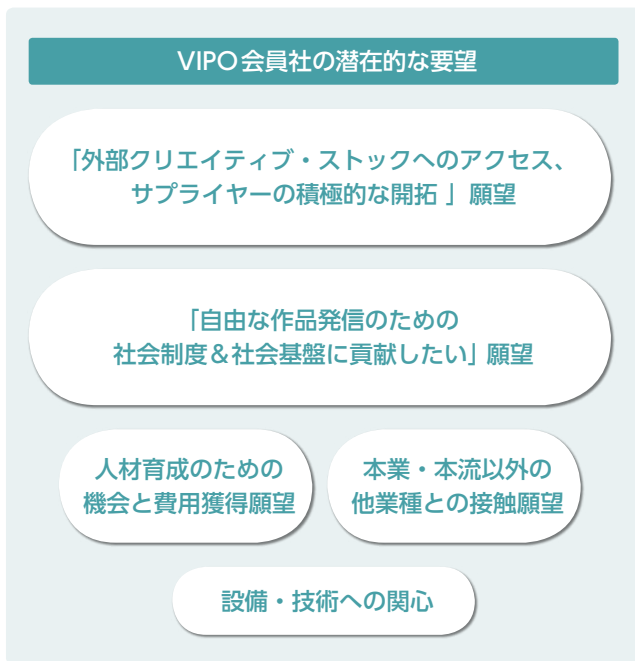 VIPO会員社の潜在的な要望
「外部クリエイティブ・ストックへのアクセス、
サプライヤーの積極的な開拓 」願望
「自由な作品発信のための
社会制度＆社会基盤に貢献したい」願望
人材育成のための
機会と費用獲得願望
本業・本流以外の
他業種との接触願望
設備・技術への関心